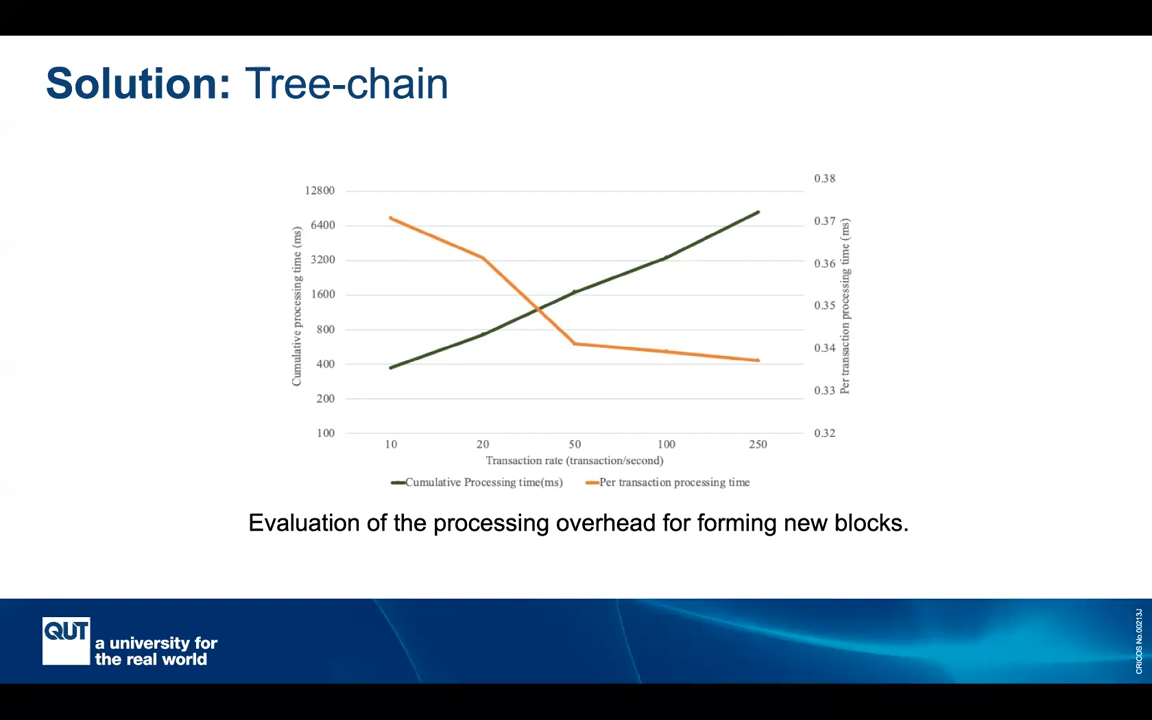 Solution: Tree-chain
12800
6400
3200
1600
800
400
200
100
Cumulative processing time (ms)
0.38
0.37
0.36
0.35
0.34
0.33
0.32
Per transaction processing time (ms)
10 20 50 100 250
Transaction rate (transaction/second)
Cumulative Processing time(ms) Per transaction processing time
Evaluation of the processing overhead for forming new blocks.
QUT
a university for
the real world
CRICOS No.00213J